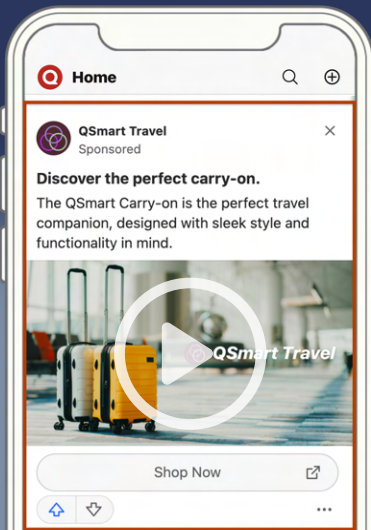 Home
QSmart Travel
Sponsored
Discover the perfect carry-on.
The QSmart Carry-on is the perfect travel
companion, designed with sleek style and
functionality in mind.
QSmart Travel
Shop Now